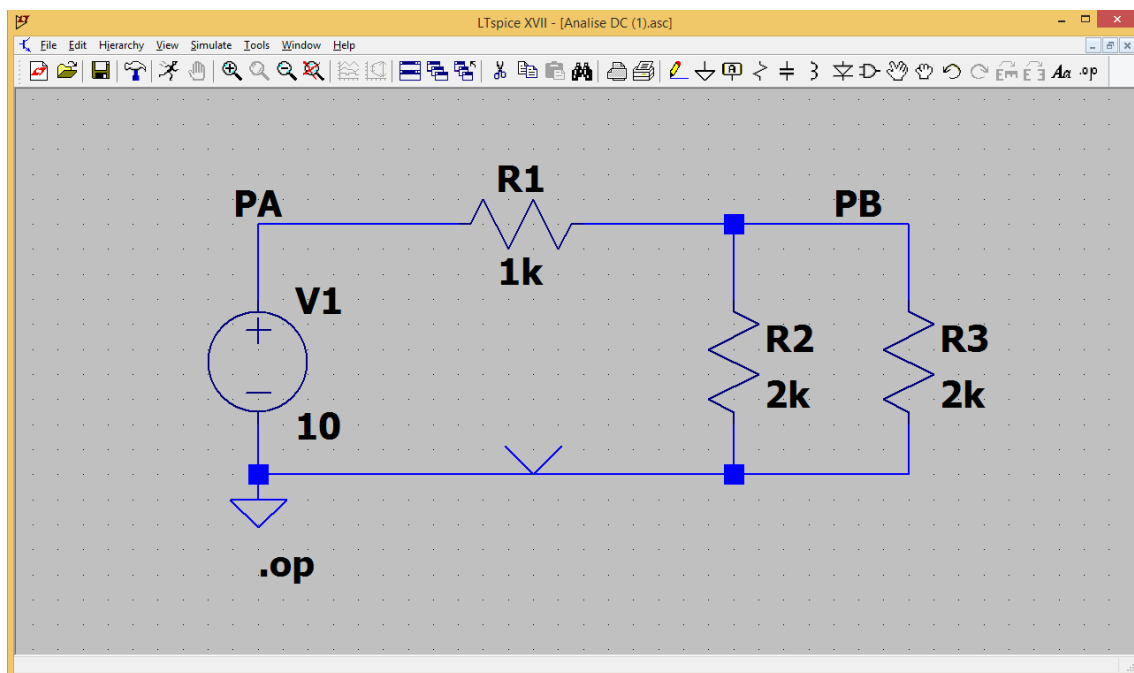 LTspice XVII - [Analise DC (1).asc]
File Edit Hierarchy View Simulate Tools Window Help
Aa .op
R1
PA
PB
1k
V1
R2
R3
2k
2k
10
.op